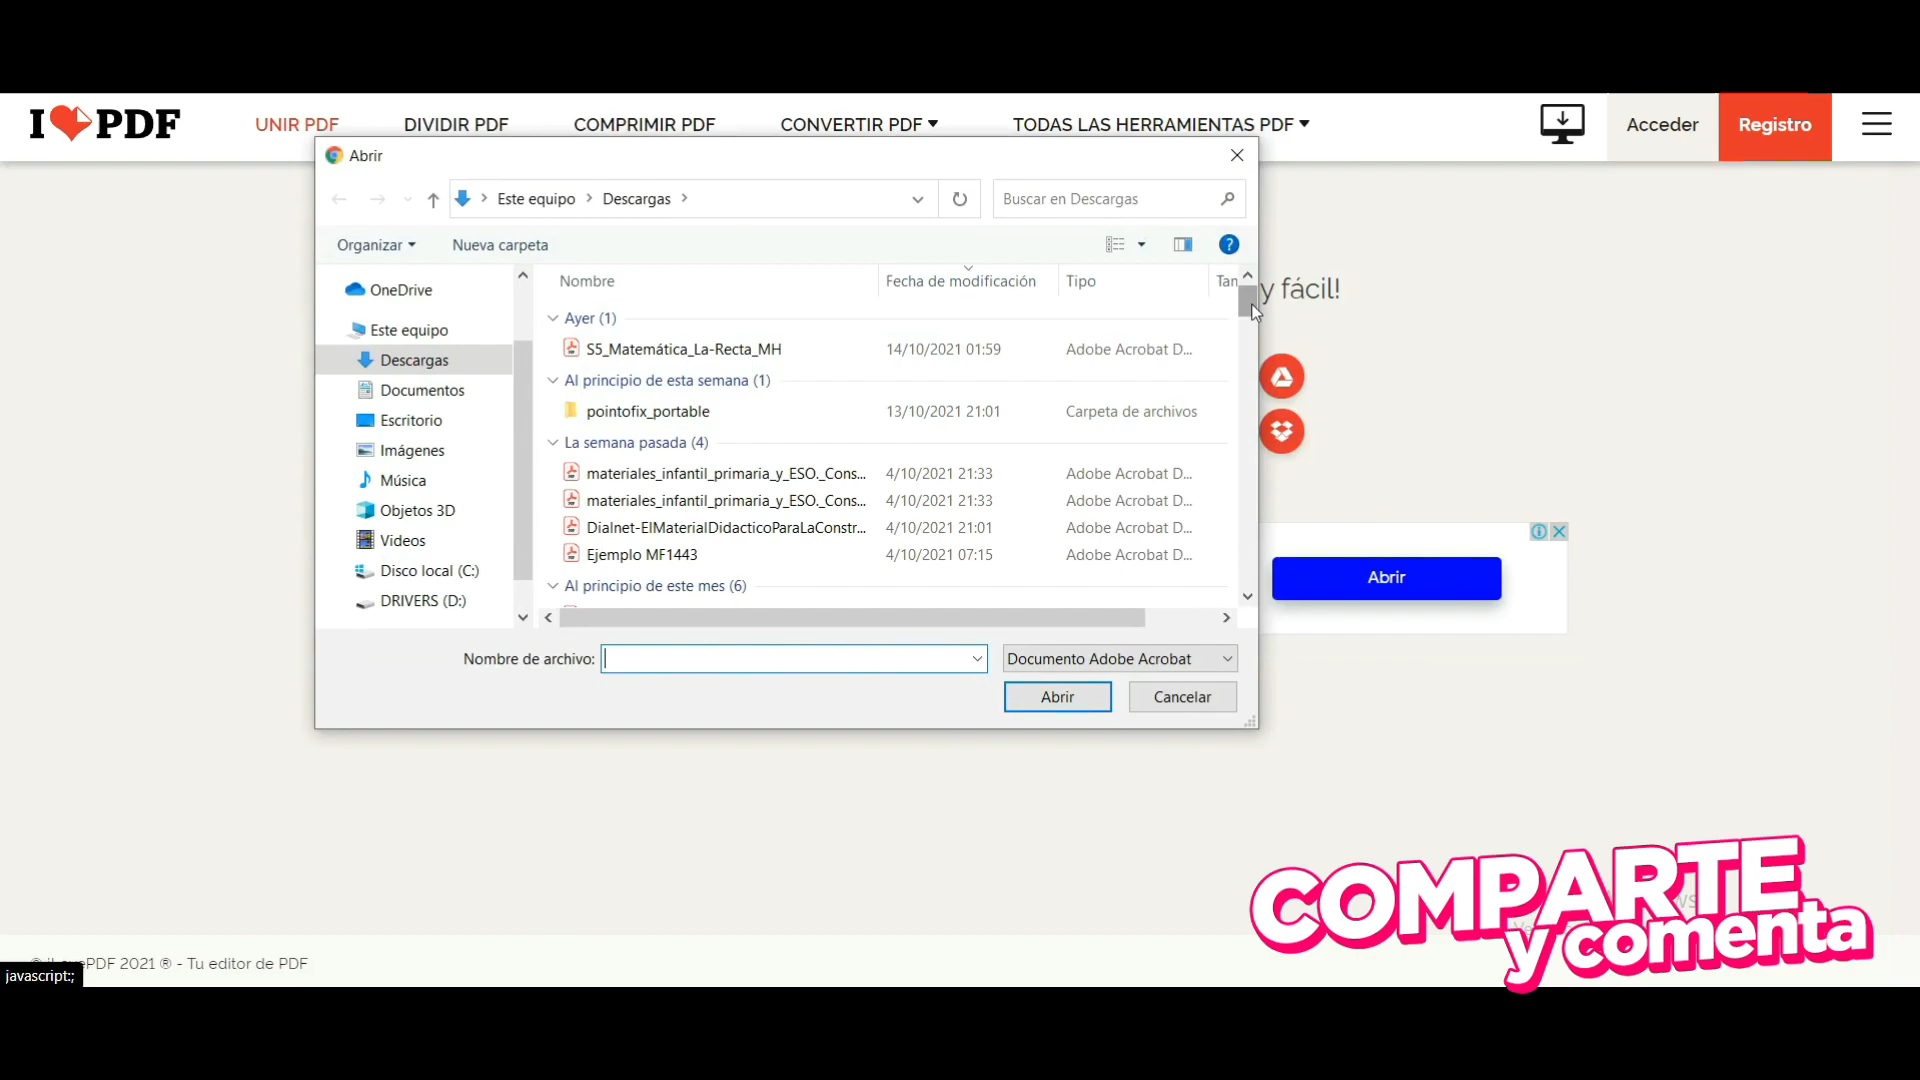 I PDF
UNIR PDF
DIVIDIR PDF
COMPRIMIR PDF
CONVERTIR PDF
TODAS LAS HERRAMIENTAS PDF
Acceder
Registro
Abrir
Este equipo
Descargas
Buscar en Descargas
Organizar
Nueva carpeta
?
OneDrive
Este equipo
Descargas
Documentos
Escritorio
Imágenes
Música
Objetos 3D
Videos
Disco local (C:)
DRIVERS (D:)
Nombre Fecha de modificación Tipo Tam
Ayer (1)
S5_Matemática_La-Recta_MH 14/10/2021 01:59 Adobe Acrobat D...
Al principio de esta semana (1)
pointofix_portable 13/10/2021 21:01 Carpeta de archivos
La semana pasada (4)
materiales_infantil_primaria_y_ESO._Cons... 4/10/2021 21:33 Adobe Acrobat D...
materiales_infantil_primaria_y_ESO._Cons... 4/10/2021 21:33 Adobe Acrobat D...
Dialnet-ElMaterialDidacticoParaLaConstr... 4/10/2021 21:01 Adobe Acrobat D...
Ejemplo MF1443 4/10/2021 07:15 Adobe Acrobat D...
Al principio de este mes (6)
Nombre de archivo:
Documento Adobe Acrobat
Abrir
Cancelar
y fácil!
Abrir
COMPARTE
y comenta
PDF 2021 ® - Tu editor de PDF
javascript:;